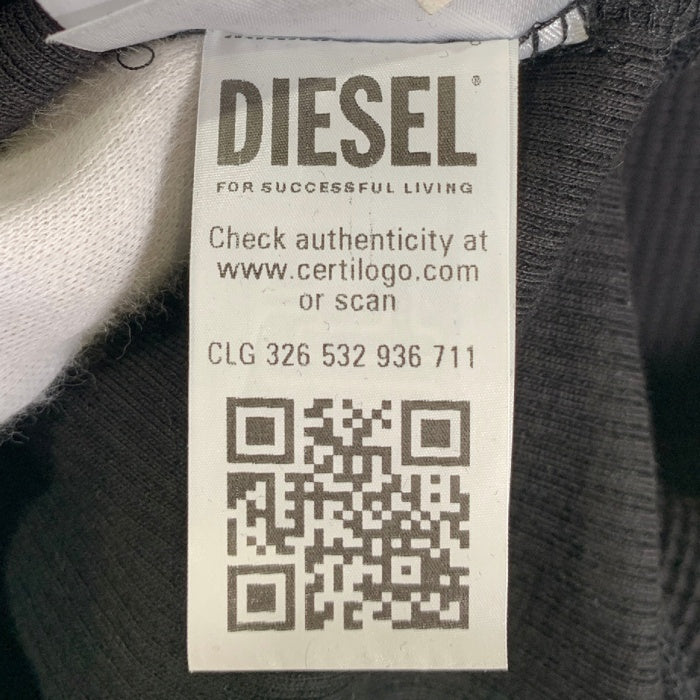 DIESEL®
FOR SUCCESSFUL LIVING
Check authenticity at
www.certilogo.com
or scan
CLG 326 532 936 711